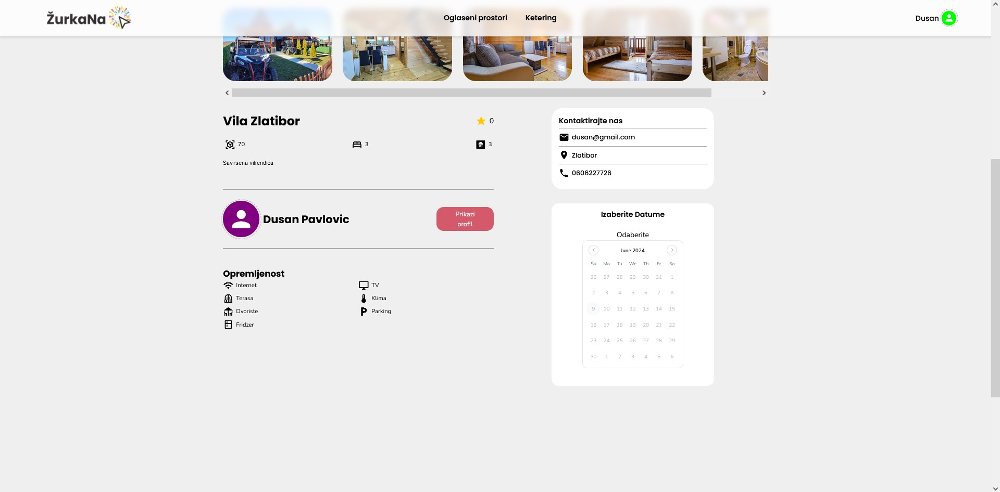 ŽurkaNa
Oglaseni prostori
Ketering
Dusan
Vila Zlatibor
0
70
3
3
Savrsena vikendica
Dusan Pavlovic
Prikazi
profil
Opremljenost
Internet
TV
Terasa
Klima
Dvoriste
Parking
Fridzer
Kontaktirajte nas
dusan@gmail.com
Zlatibor
0606227726
Izaberite Datume
Odaberite
June 2024
Su Mo Tu We Th Fr Sa
26 27 28 29 30 31 1
2 3 4 5 6 7 8
9 10 11 12 13 14 15
16 17 18 19 20 21 22
23 24 25 26 27 28 29
30 1 2 3 4 5 6